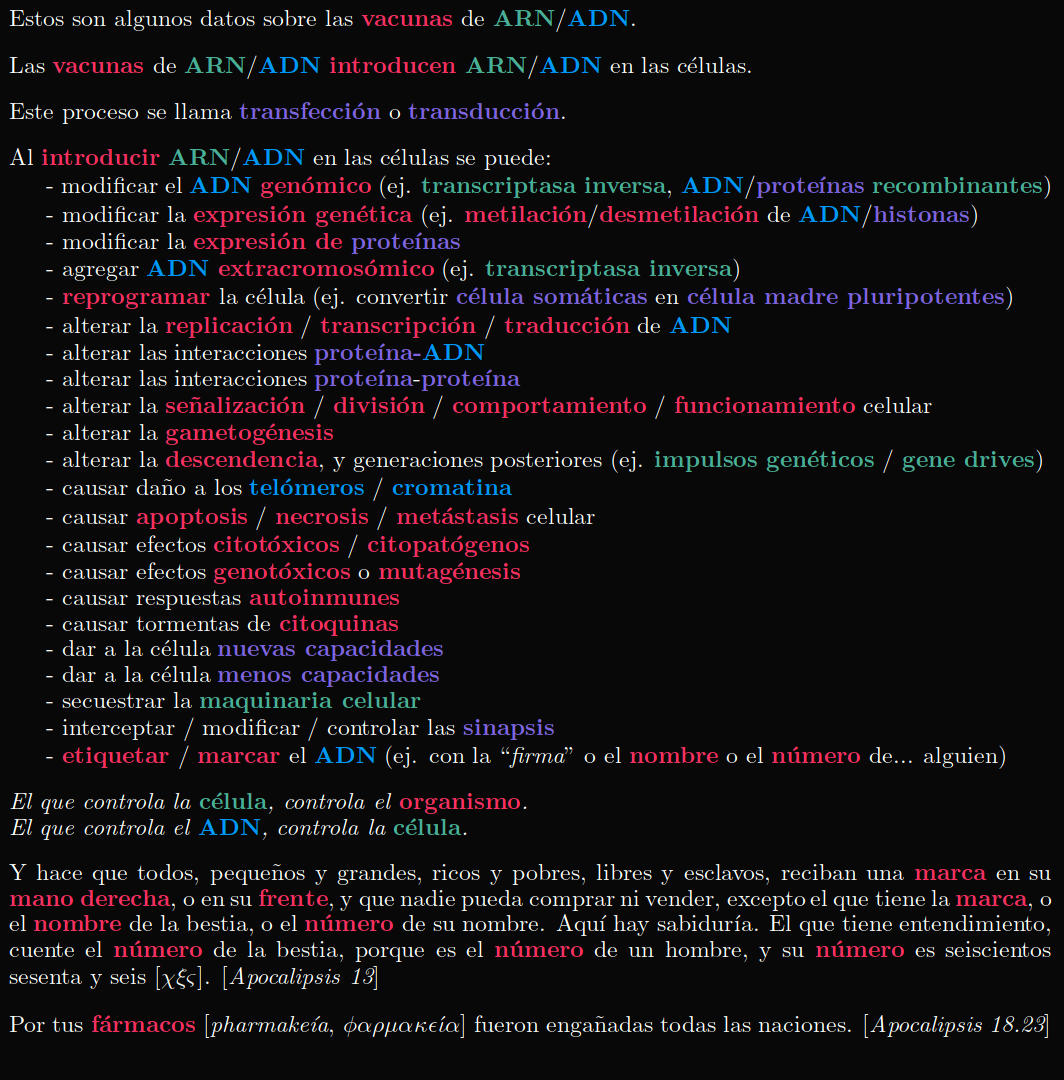 Estos son algunos datos sobre las vacunas de ARN/ADN.
Las vacunas de ARN/ADN introducen ARN/ADN en las células.
Este proceso se llama transfección o transducción.
Al introducir ARN/ADN en las células se puede:
- modificar el ADN genómico (ej. transcriptasa inversa, ADN/proteínas recombinantes)
- modificar la expresión genética (ej. metilación/desmetilación de ADN/histonas)
- modificar la expresión de proteínas
- agregar ADN extracromosómico (ej. transcriptasa inversa)
- reprogramar la célula (ej. convertir célula somáticas en célula madre pluripotentes)
- alterar la replicación / transcripción / traducción de ADN
- alterar las interacciones proteína-ADN
- alterar las interacciones proteína-proteína
- alterar la señalización / división / comportamiento / funcionamiento celular
- alterar la gametogénesis
- alterar la descendencia, y generaciones posteriores (ej. impulsos genéticos / gene drives)
- causar daño a los telómeros / cromatina
- causar apoptosis / necrosis / metástasis celular
- causar efectos citotóxicos / citopatógenos
- causar efectos genotóxicos o mutagénesis
- causar respuestas autoinmunes
- causar tormentas de citoquinas
- dar a la célula nuevas capacidades
- dar a la célula menos capacidades
- secuestrar la maquinaria celular
- interceptar / modificar / controlar las sinapsis
- etiquetar / marcar el ADN (ej. con la “firma” o el nombre o el número de... alguien)
El que controla la célula, controla el organismo.
El que controla el ADN, controla la célula.
Y hace que todos, pequeños y grandes, ricos y pobres, libres y esclavos, reciban una marca en su
mano derecha, o en su frente, y que nadie pueda comprar ni vender, excepto el que tiene la marca, o
el nombre de la bestia, o el número de su nombre. Aquí hay sabiduría. El que tiene entendimiento,
cuente el número de la bestia, porque es el número de un hombre, y su número es seiscientos
sesenta y seis [χξς]. [Apocalipsis 13]
Por tus fármacos [pharmakeía, φαρμακεία] fueron engañadas todas las naciones. [Apocalipsis 18.23]